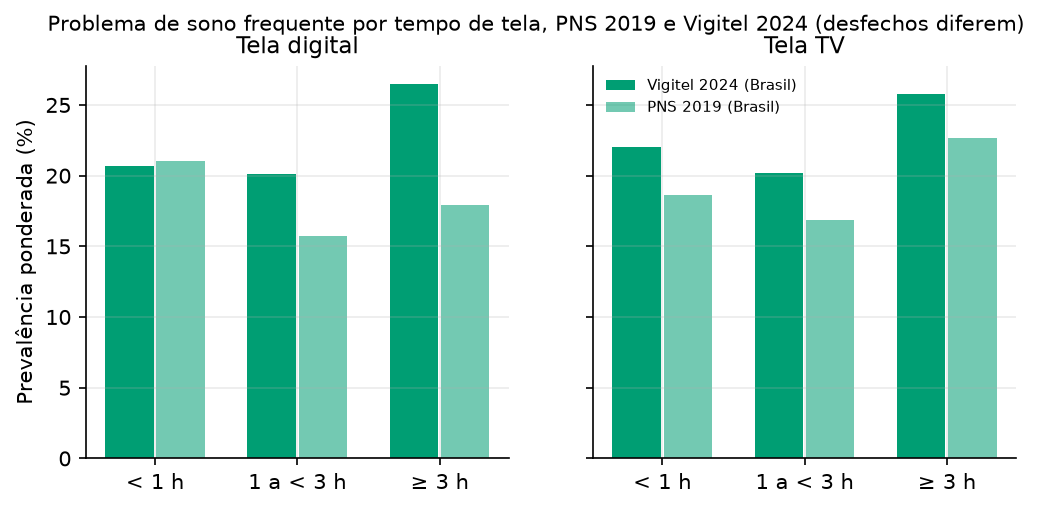 Problema de sono frequente por tempo de tela, PNS 2019 e Vigitel 2024 (desfechos diferem)
Tela digital
Tela TV
Prevalência ponderada (%)
25
20
15
10
5
0
Vigitel 2024 (Brasil)
PNS 2019 (Brasil)
< 1 h
1 a < 3 h
≥ 3 h
< 1 h
1 a < 3 h
≥ 3 h